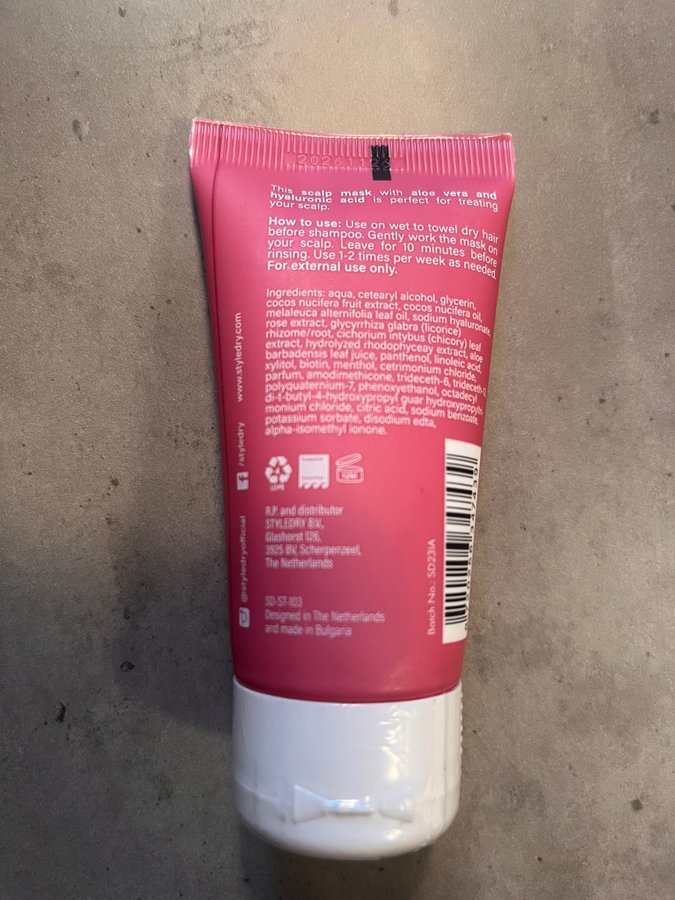 20261123
This scalp mask with aloe vera and
hyaluronic acid is perfect for treating
your scalp.
How to use: Use on wet to towel dry hair
before shampoo. Gently work the mask on
your scalp. Leave for 10 minutes before
rinsing. Use 1-2 times per week as needed.
For external use only.
Ingredients: aqua, cetearyl alcohol, glycerin,
cocos nucifera fruit extract, cocos nucifera oil,
melaleuca alternifolia leaf oil, sodium hyaluronate
rose extract, glycyrrhiza glabra (licorice)
rhizome/root, cichorium intybus (chicory) leaf
extract, hydrolyzed rhodophyceay extract, aloe
barbadensis leaf juice, panthenol, linoleic acid,
xylitol, biotin, menthol, cetrimonium chloride,
parfum, amodimethicone, trideceth-6, trideceth-12,
polyquaternium-7, phenoxyethanol, octadecyl
di-t-butyl-4-hydroxypropyl guar hydroxypropyltri-
monium chloride, citric acid, sodium benzoate,
potassium sorbate, disodium edta,
alpha-isomethyl ionone.
R.P. and distributor
STYLEDRY B.V,
Glashorst 126,
3925 BV, Scherpenzeel,
The Netherlands
SD-ST-103
Designed in The Netherlands
and made in Bulgaria
@styledryofficial
/styledry
www.styledry.com
Batch No. SD231A